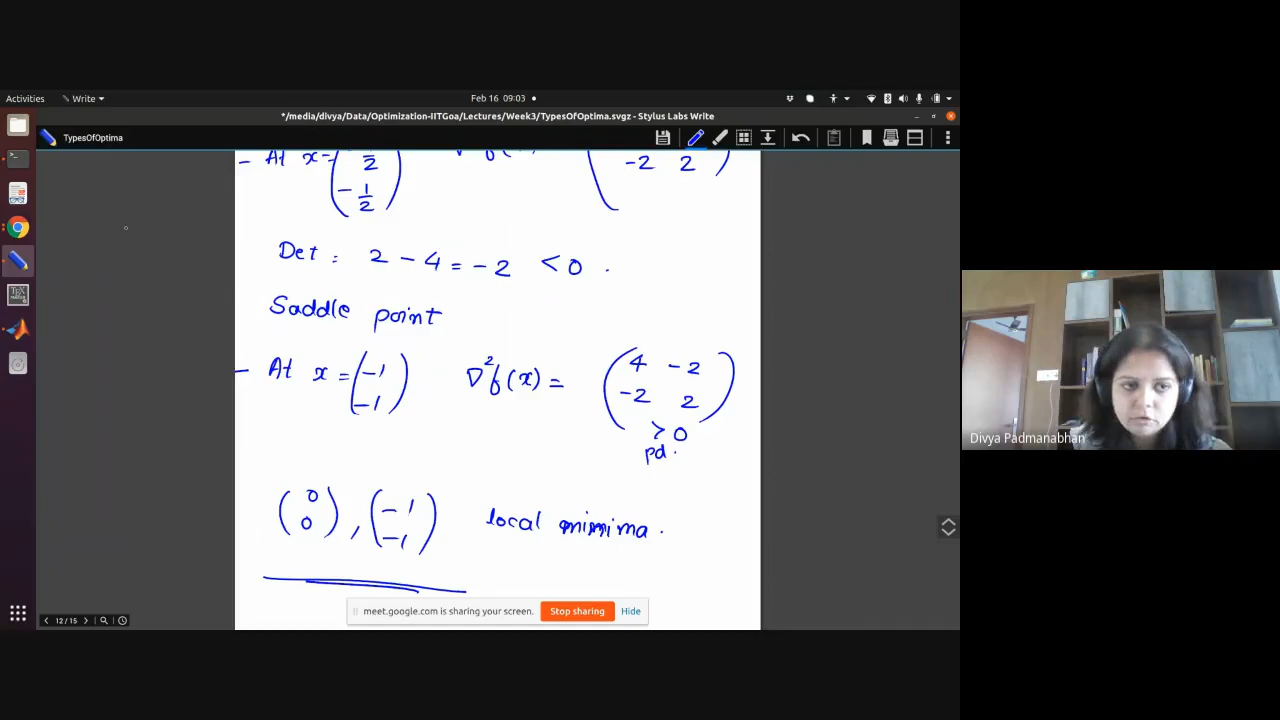 Activities Write Feb 16 09:03
*/media/divya/Data/Optimization-IITGoa/Lectures/Week3/TypesOfOptima.svgz - Stylus Labs Write
TypesOfOptima
- At x =
2
-2 2
- 1/2
Det : 2 - 4 = -2 < 0 .
Saddle point
- At x = (-1 -1) ∇²f(x) = (4 -2
-2 2)
> 0
pd.
(0 0), (-1 -1) local minima.
meet.google.com is sharing your screen. Stop sharing Hide
12/15
Divya Padmanabhan